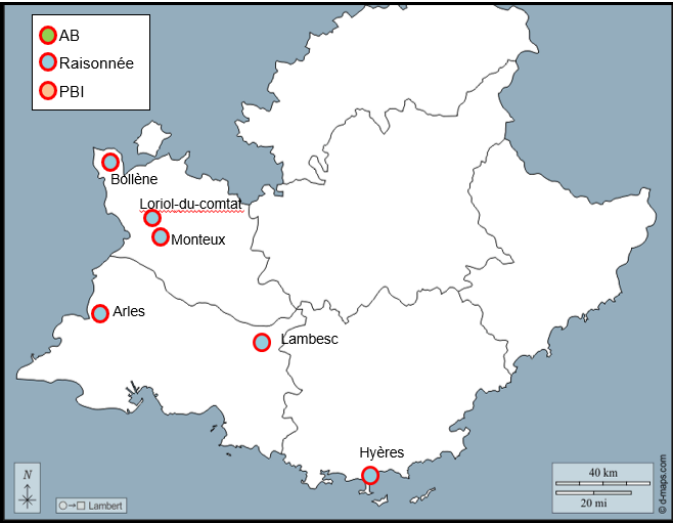 AB
Raisonnée
PBI
Bollène
Loriol-du-comtat
Monteux
Arles
Lambesc
Hyères
N
Lambert
40 km
20 mi
© d-maps.com